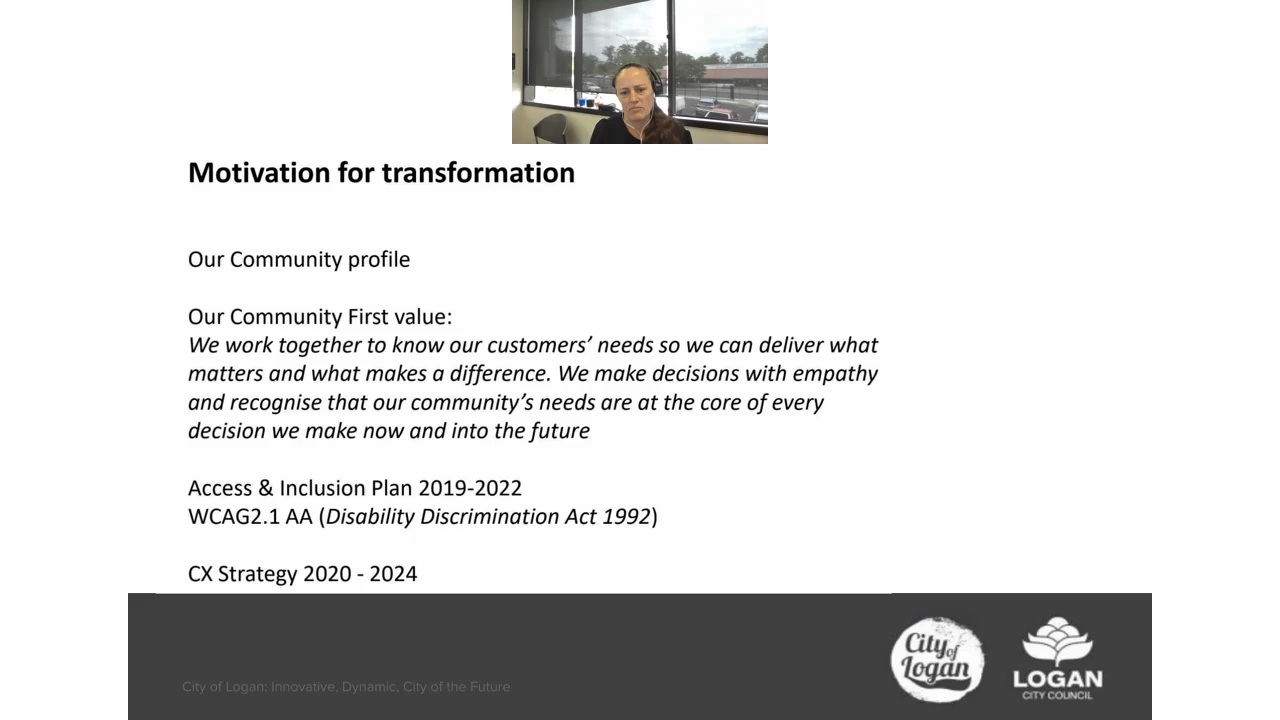 Motivation for transformation
Our Community profile
Our Community First value:
We work together to know our customers’ needs so we can deliver what
matters and what makes a difference. We make decisions with empathy
and recognise that our community’s needs are at the core of every
decision we make now and into the future
Access & Inclusion Plan 2019-2022
WCAG2.1 AA (Disability Discrimination Act 1992)
CX Strategy 2020 - 2024
City of Logan: Innovative, Dynamic, City of the Future
City of
Logan
LOGAN
CITY COUNCIL